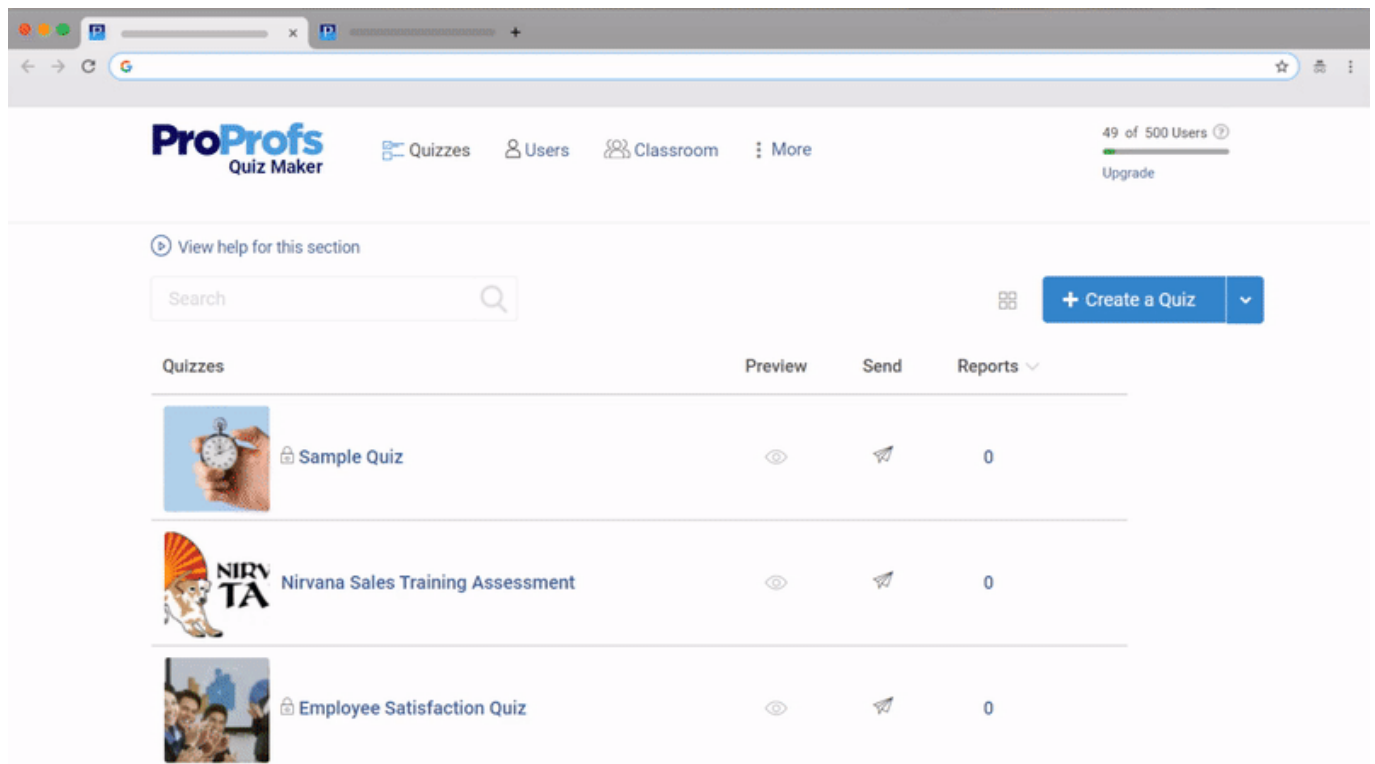 ProProfs
Quiz Maker
Quizzes
Users
Classroom
More
49 of 500 Users ?
Upgrade
View help for this section
Search
+ Create a Quiz
Quizzes Preview Send Reports
Sample Quiz 0
NIRV
TA
Nirvana Sales Training Assessment 0
Employee Satisfaction Quiz 0